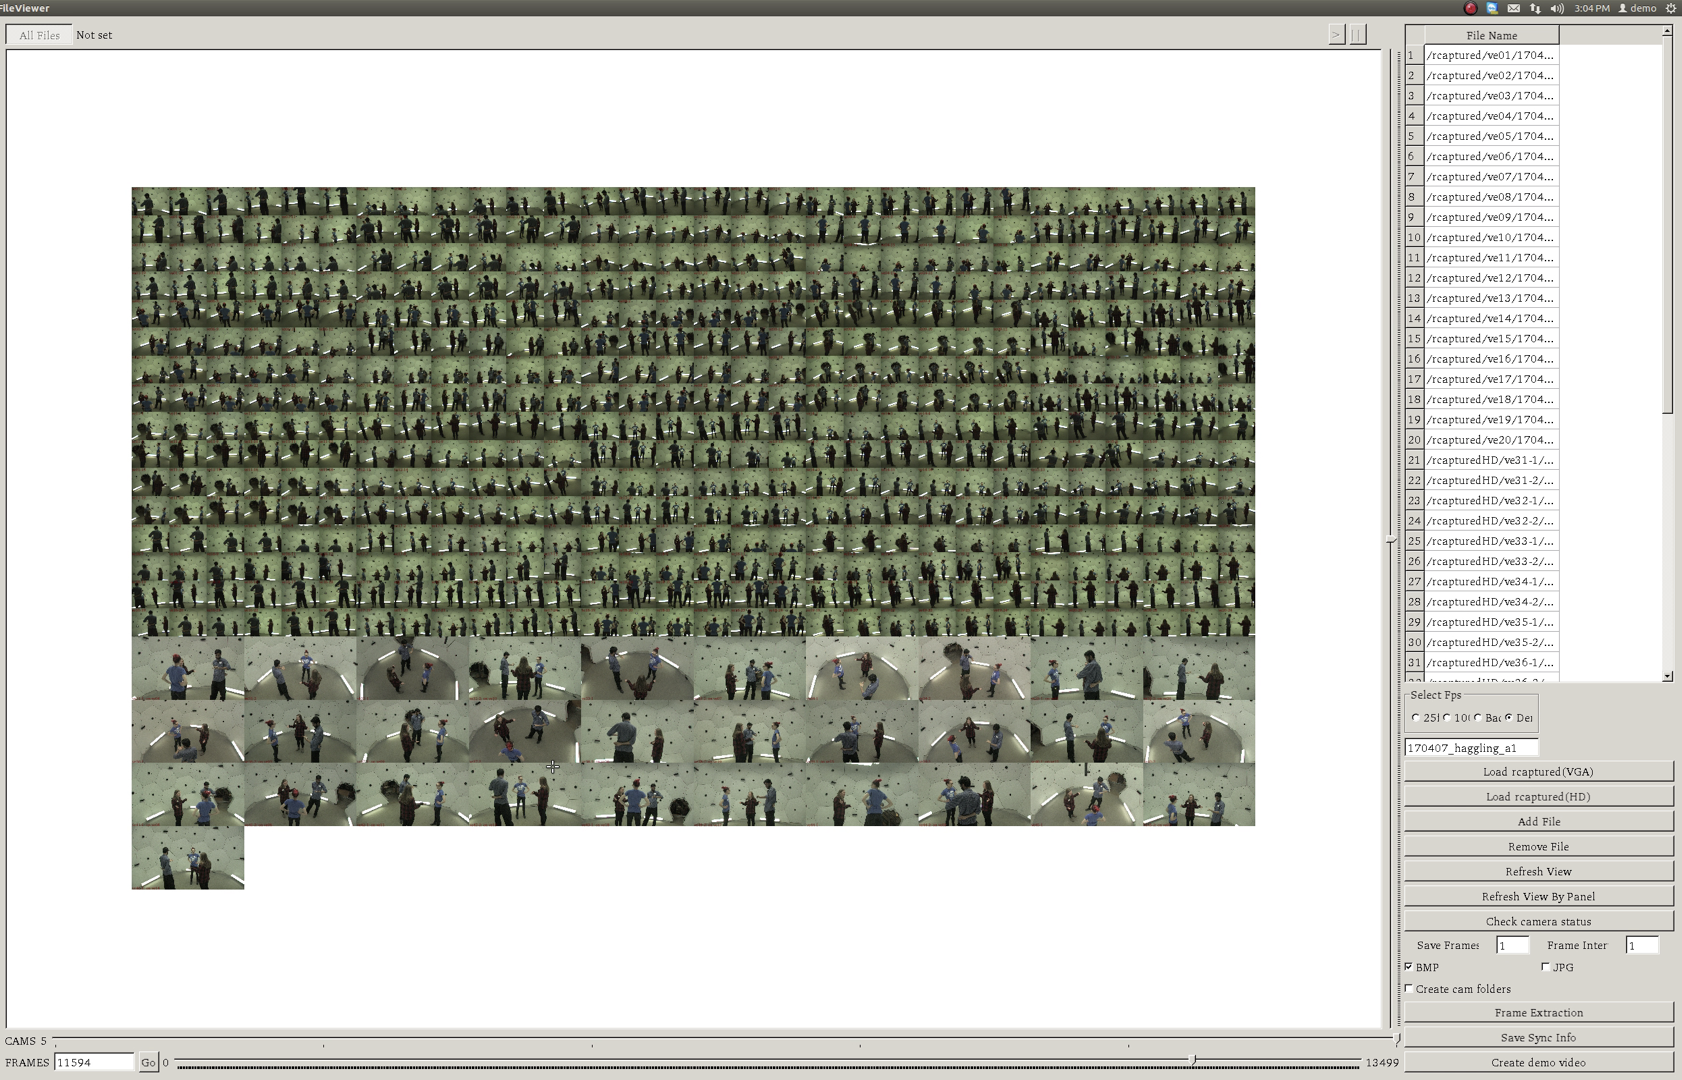 FileViewer
3:04 PM
demo
All Files
Not set
>
||
File Name
1 /rcaptured/ve01/1704...
2 /rcaptured/ve02/1704...
3 /rcaptured/ve03/1704...
4 /rcaptured/ve04/1704...
5 /rcaptured/ve05/1704...
6 /rcaptured/ve06/1704...
7 /rcaptured/ve07/1704...
8 /rcaptured/ve08/1704...
9 /rcaptured/ve09/1704...
10 /rcaptured/ve10/1704...
11 /rcaptured/ve11/1704...
12 /rcaptured/ve12/1704...
13 /rcaptured/ve13/1704...
14 /rcaptured/ve14/1704...
15 /rcaptured/ve15/1704...
16 /rcaptured/ve16/1704...
17 /rcaptured/ve17/1704...
18 /rcaptured/ve18/1704...
19 /rcaptured/ve19/1704...
20 /rcaptured/ve20/1704...
21 /rcapturedHD/ve31-1/...
22 /rcapturedHD/ve31-2/...
23 /rcapturedHD/ve32-1/...
24 /rcapturedHD/ve32-2/...
25 /rcapturedHD/ve33-1/...
26 /rcapturedHD/ve33-2/...
27 /rcapturedHD/ve34-1/...
28 /rcapturedHD/ve34-2/...
29 /rcapturedHD/ve35-1/...
30 /rcapturedHD/ve35-2/...
31 /rcapturedHD/ve36-1/...
Select Fps
170407_haggling_a1
Load rcaptured(VGA)
Load rcaptured(HD)
Add File
Remove File
Refresh View
Refresh View By Panel
Check camera status
Save Frames 1 Frame Inter 1
BMP JPG
Create cam folders
Frame Extraction
Save Sync Info
Create demo video
CAMS 5
FRAMES 11594 Go 0 13499